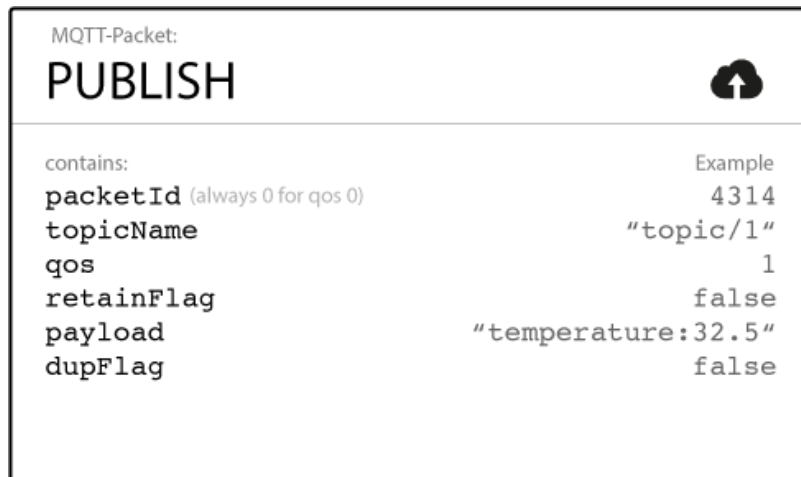 MQTT-Packet:
PUBLISH
contains: Example
packetId (always 0 for qos 0) 4314
topicName “topic/1“
qos 1
retainFlag false
payload “temperature:32.5“
dupFlag false